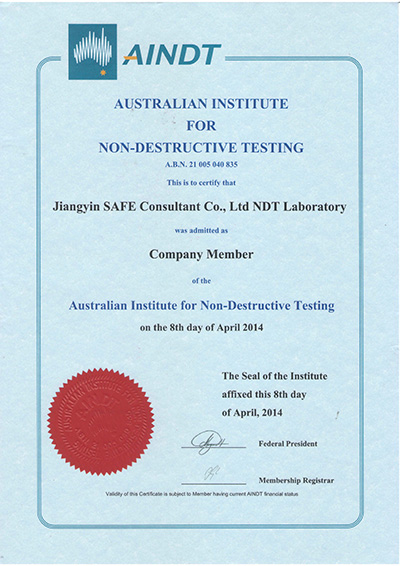 AINDT
AUSTRALIAN INSTITUTE
FOR
NON-DESTRUCTIVE TESTING
A.B.N. 21 005 040 835
This is to certify that
Jiangyin SAFE Consultant Co., Ltd NDT Laboratory
was admitted as
Company Member
of the
Australian Institute for Non-Destructive Testing
on the 8th day of April 2014
The Seal of the Institute
affixed this 8th day
of April, 2014
AINDT
Federal President
Membership Registrar
Validity of this Certificate is subject to Member having current AINDT financial status